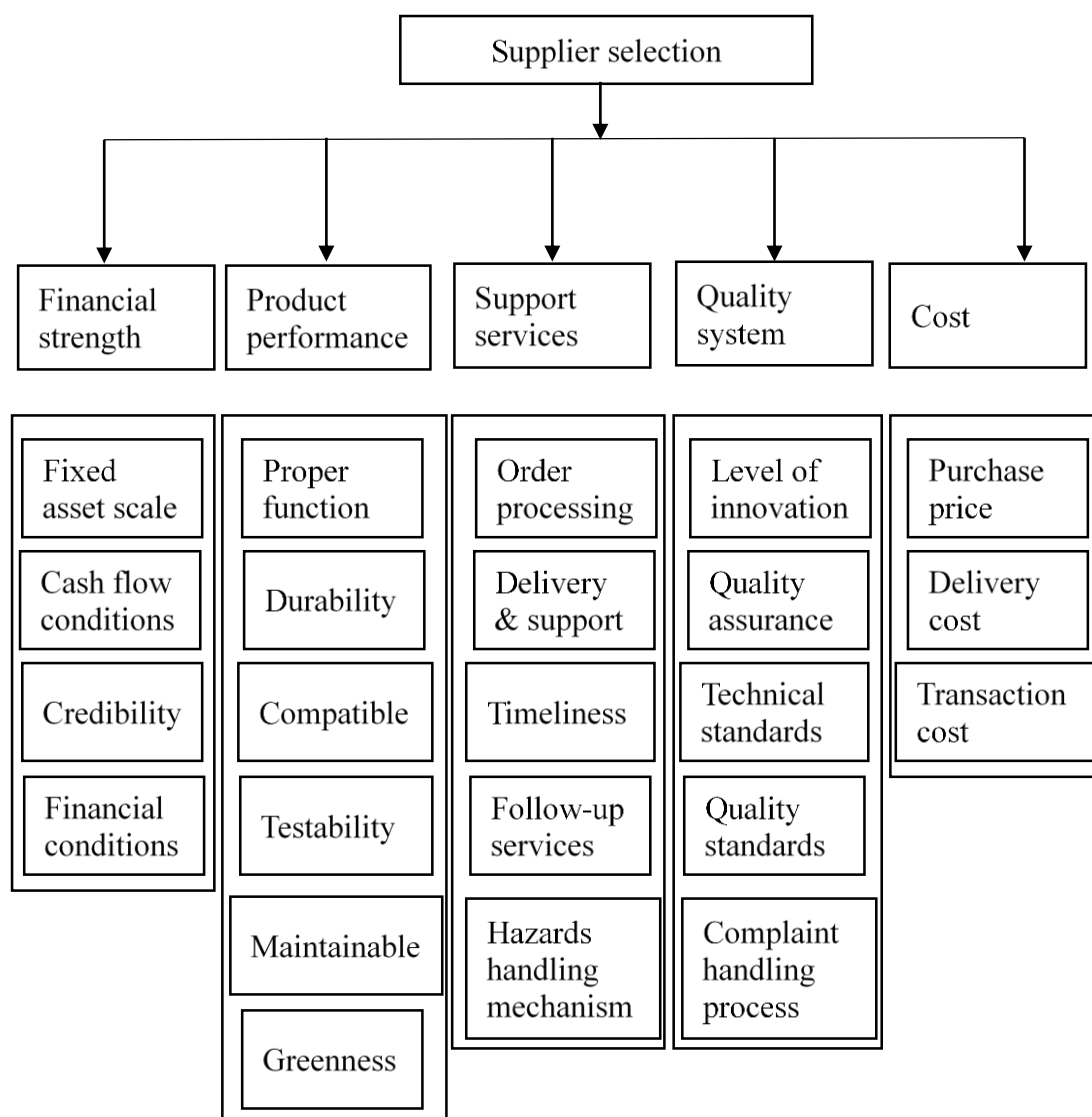 Supplier selection
Financial
strength
Product
performance
Support
services
Quality
system
Cost
Fixed
asset scale
Cash flow
conditions
Credibility
Financial
conditions
Proper
function
Durability
Compatible
Testability
Maintainable
Greenness
Order
processing
Delivery
& support
Timeliness
Follow-up
services
Hazards
handling
mechanism
Level of
innovation
Quality
assurance
Technical
standards
Quality
standards
Complaint
handling
process
Purchase
price
Delivery
cost
Transaction
cost